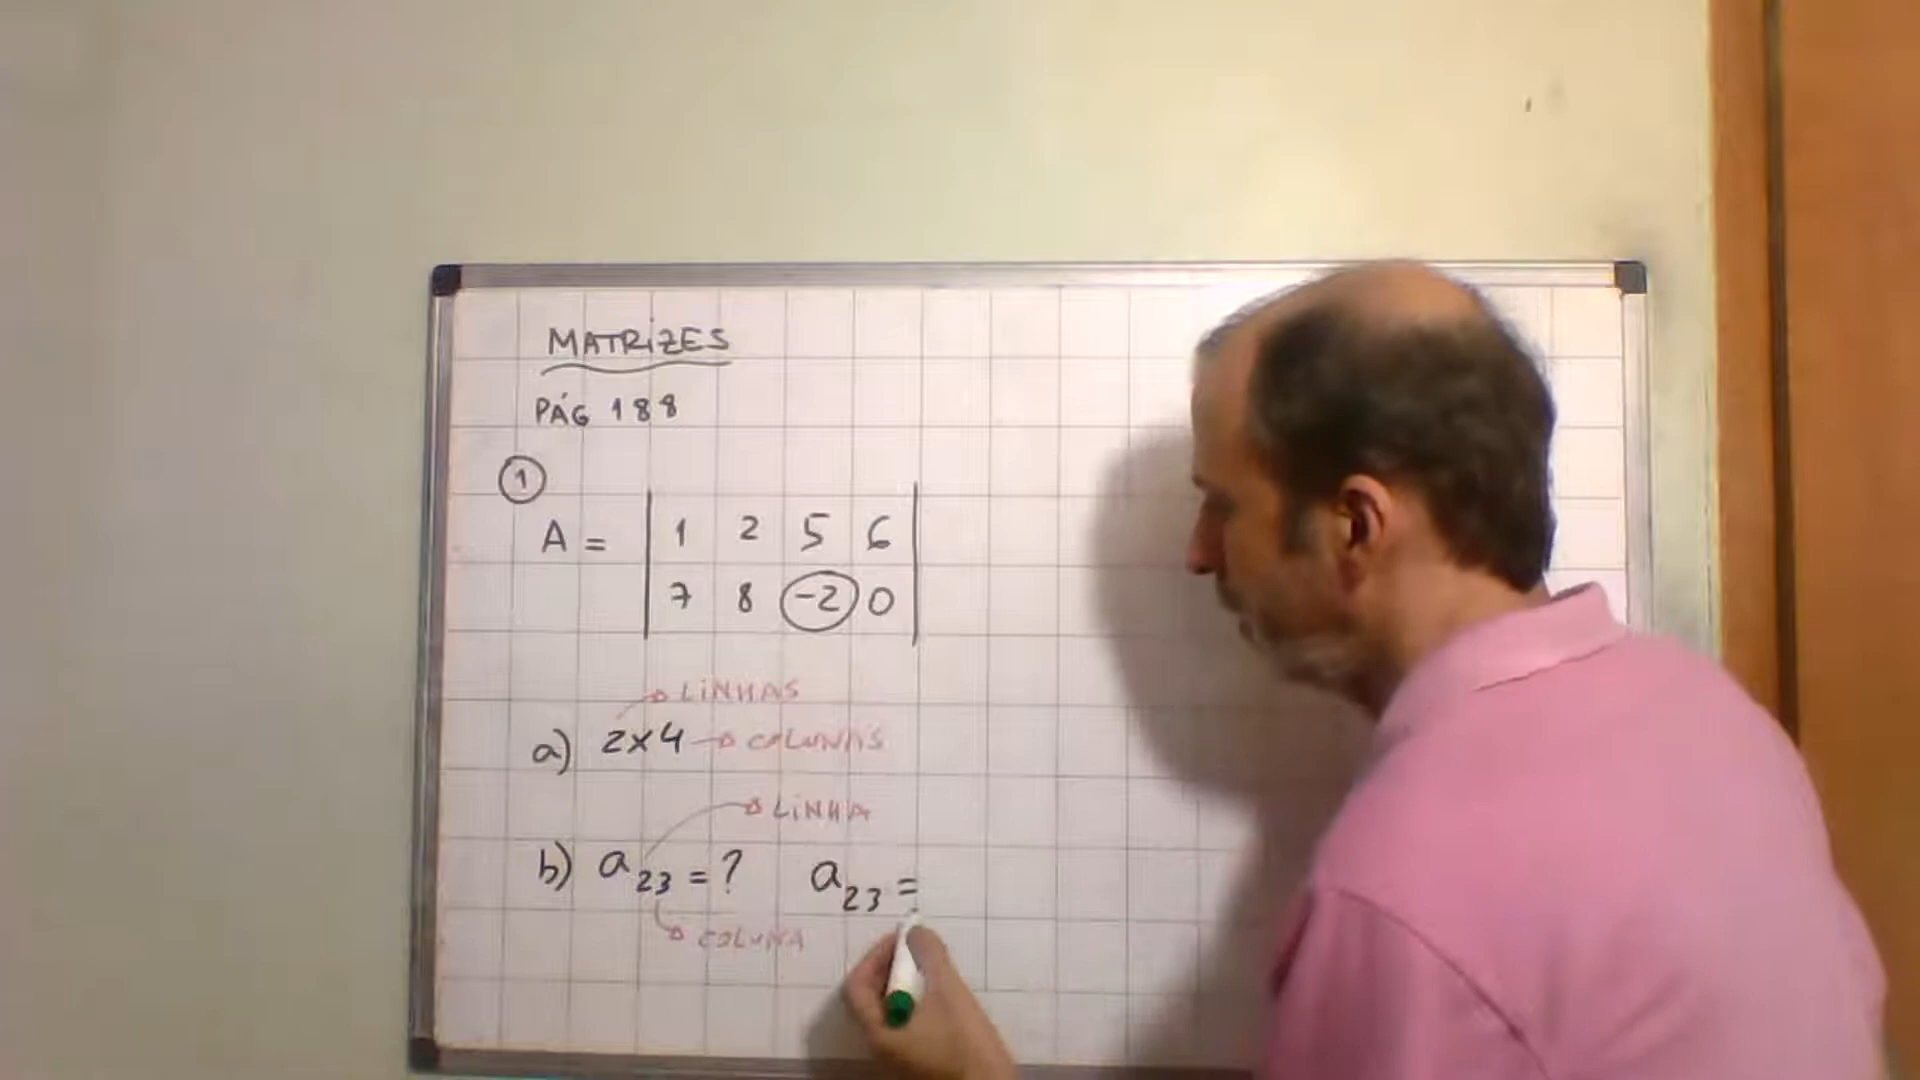 MATRiZES
PÁG 188
1
A = | 1 2 5 6 |
| 7 8 -2 0 |
LiNHAS
a) 2x4 COLUNAS
LiNHA
b) a23 = ? a23 =
COLUNA